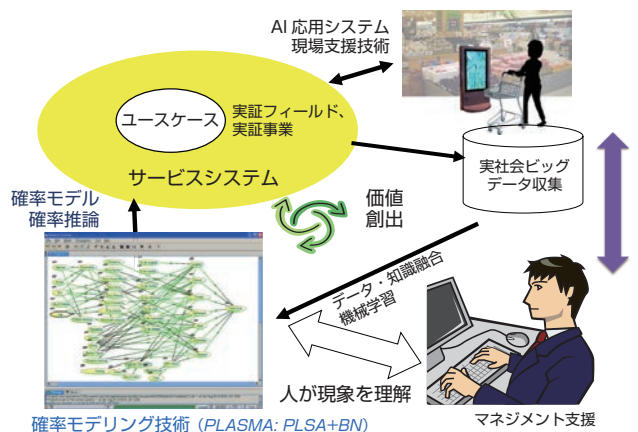 AI 応用システム
現場支援技術
ユースケース
実証フィールド、
実証事業
サービスシステム
実社会ビッグ
データ収集
確率モデル
確率推論
価値
創出
データ・知識融合
機械学習
人が現象を理解
マネジメント支援
確率モデリング技術（PLASMA: PLSA+BN）